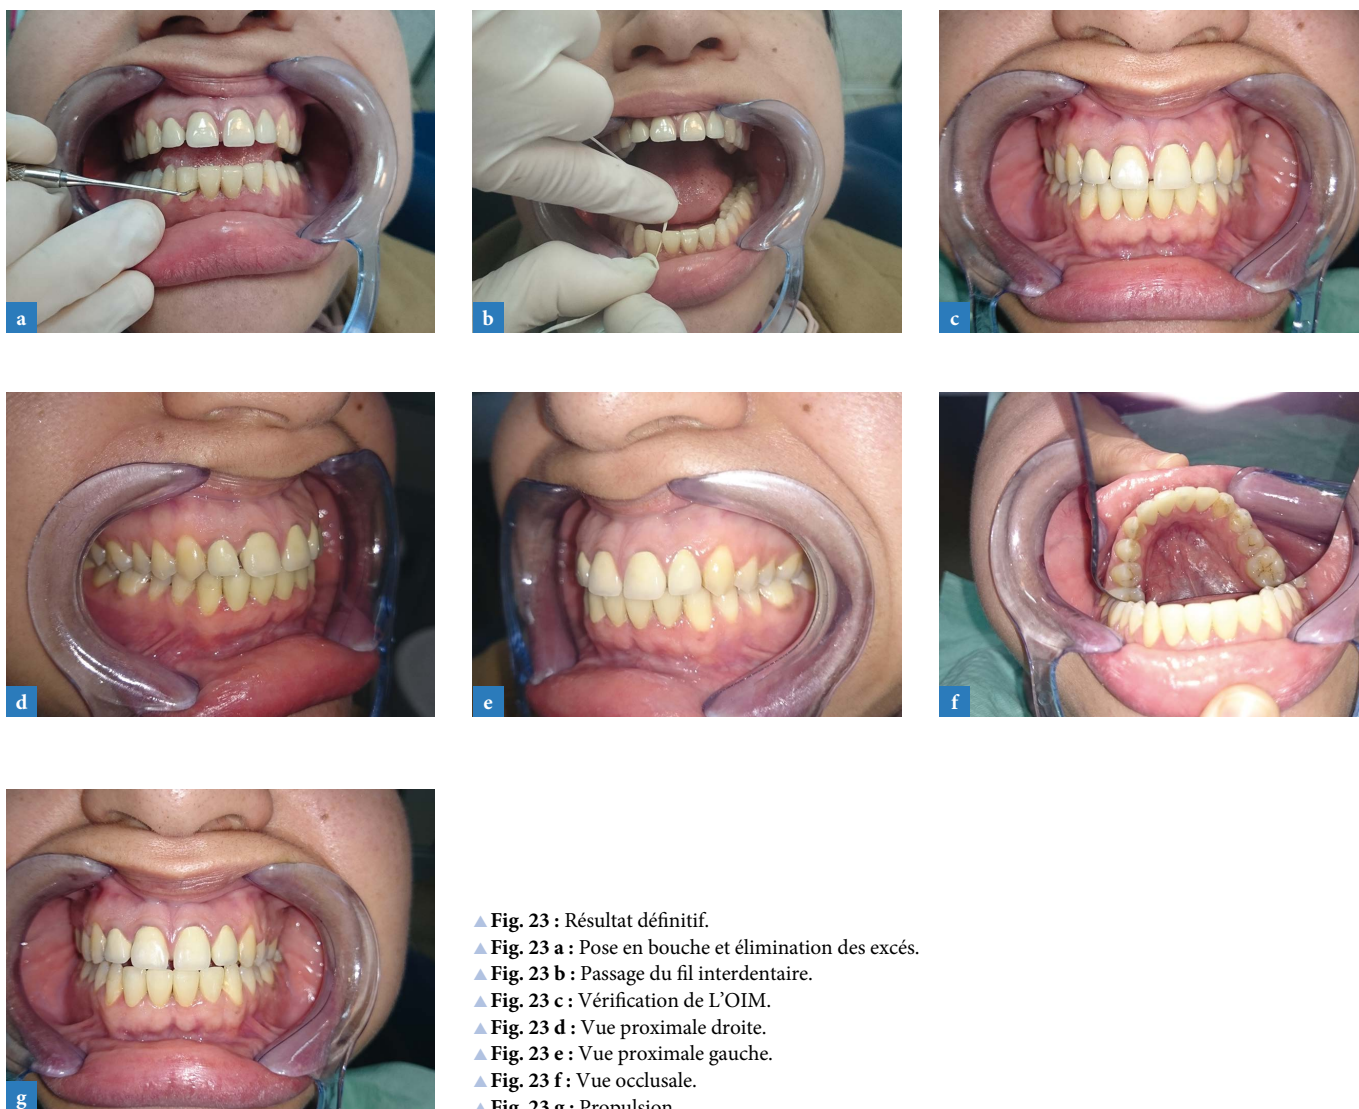 a
b
c
d
e
f
g
▲ Fig. 23 : Résultat définitif.
▲ Fig. 23 a : Pose en bouche et élimination des excés.
▲ Fig. 23 b : Passage du fil interdentaire.
▲ Fig. 23 c : Vérification de L’OIM.
▲ Fig. 23 d : Vue proximale droite.
▲ Fig. 23 e : Vue proximale gauche.
▲ Fig. 23 f : Vue occlusale.
▲ Fig. 23 g : Propulsion